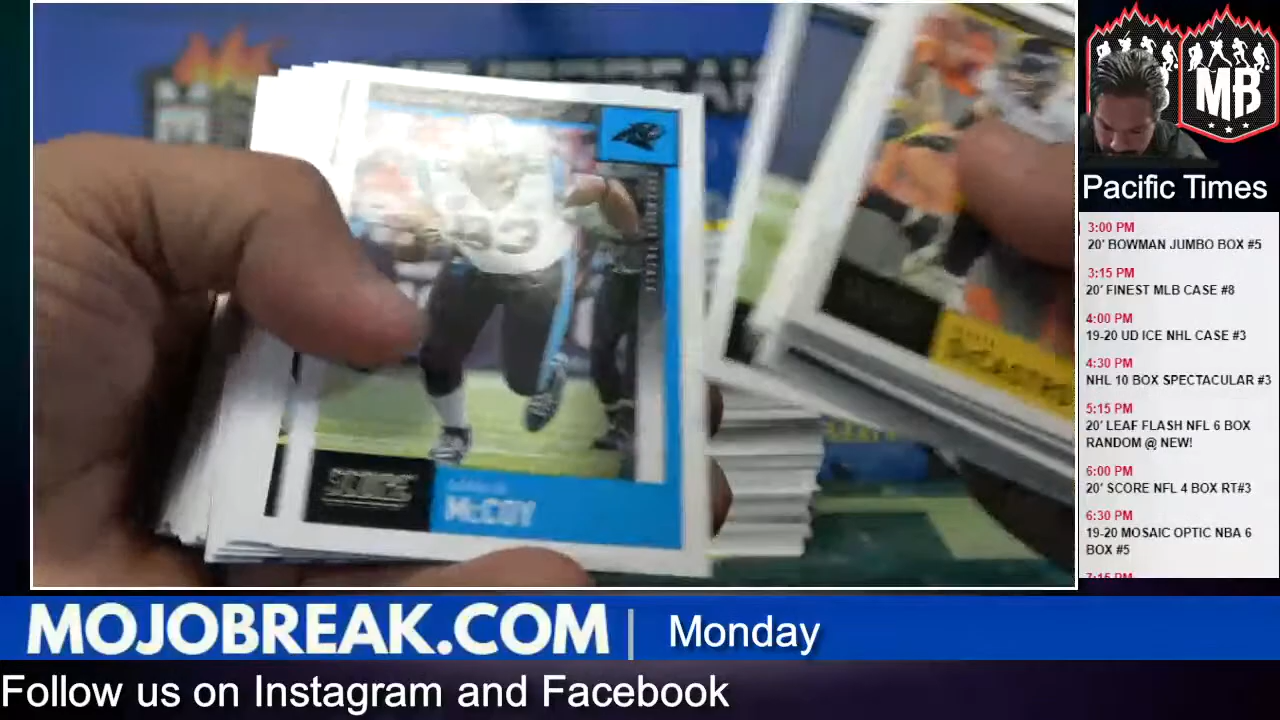 MB
Pacific Times
3:00 PM
20' BOWMAN JUMBO BOX #5
3:15 PM
20' FINEST MLB CASE #8
4:00 PM
19-20 UD ICE NHL CASE #3
4:30 PM
NHL 10 BOX SPECTACULAR #3
5:15 PM
20' LEAF FLASH NFL 6 BOX
RANDOM @ NEW!
6:00 PM
20' SCORE NFL 4 BOX RT#3
6:30 PM
19-20 MOSAIC OPTIC NBA 6
BOX #5
93
SCORE
McCOY
MOJOBREAK.COM | Monday
Follow us on Instagram and Facebook